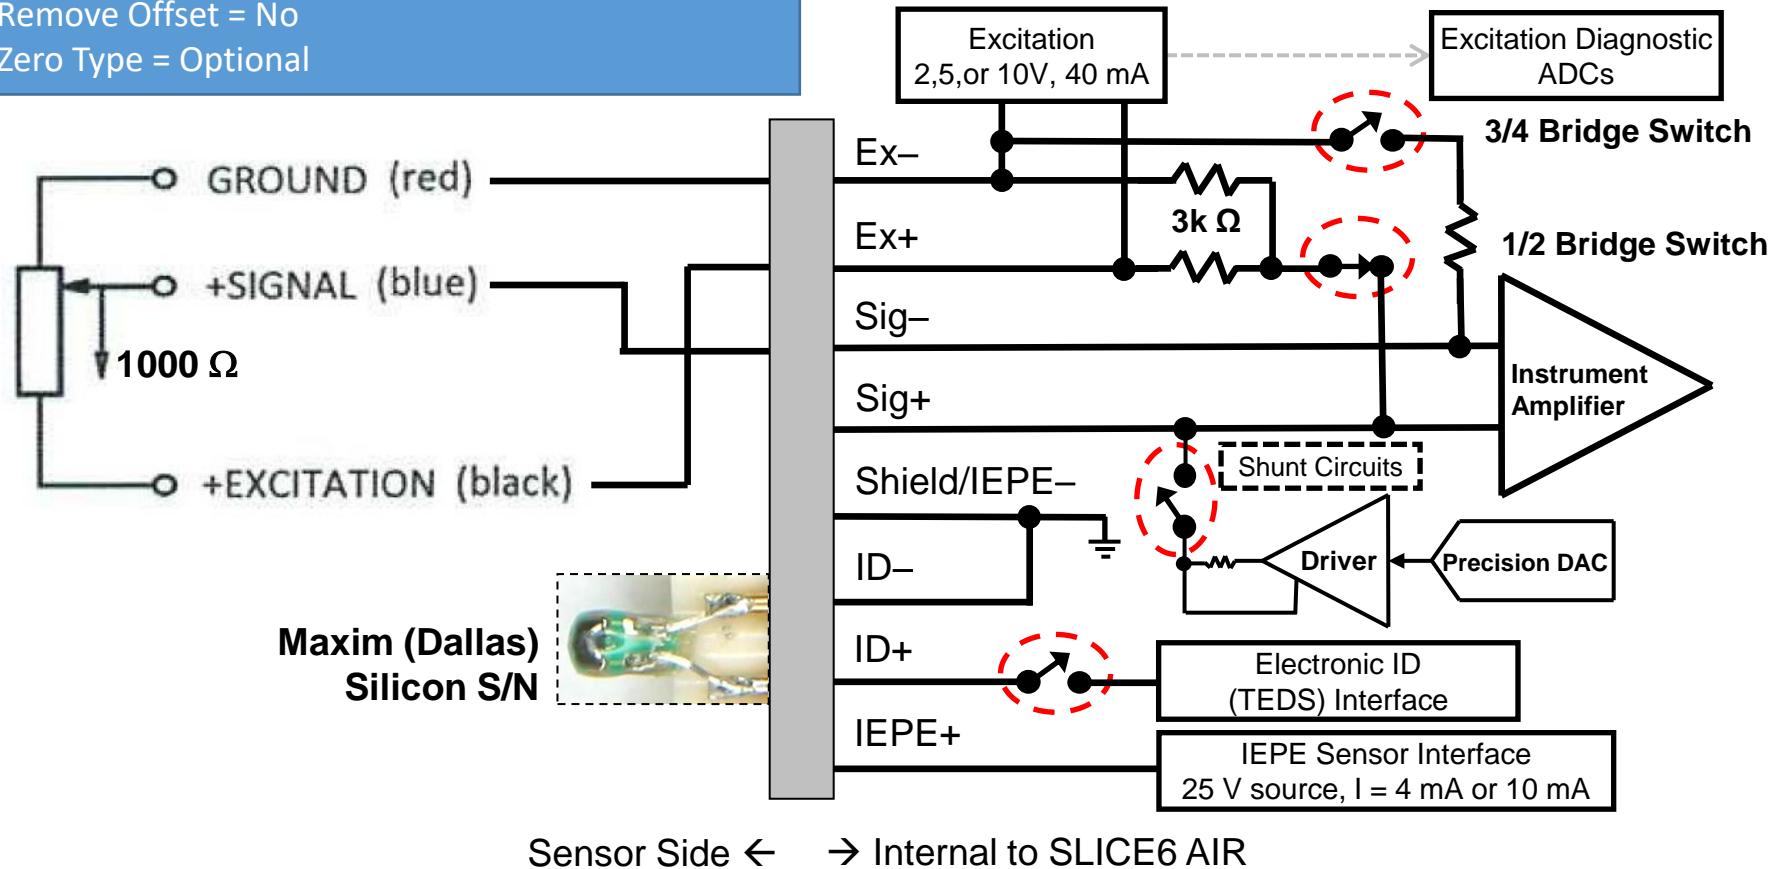 Remove Offset = No
Zero Type = Optional
Excitation
2,5,or 10V, 40 mA
Excitation Diagnostic
ADCs
3/4 Bridge Switch
GROUND (red)
Ex–
3k Ω
Ex+
1/2 Bridge Switch
+SIGNAL (blue)
Sig–
1000 Ω
Instrument
Amplifier
Sig+
+EXCITATION (black)
Shield/IEPE–
Shunt Circuits
ID–
Driver
Precision DAC
Maxim (Dallas)
Silicon S/N
ID+
Electronic ID
(TEDS) Interface
IEPE+
IEPE Sensor Interface
25 V source, I = 4 mA or 10 mA
Sensor Side ← → Internal to SLICE6 AIR